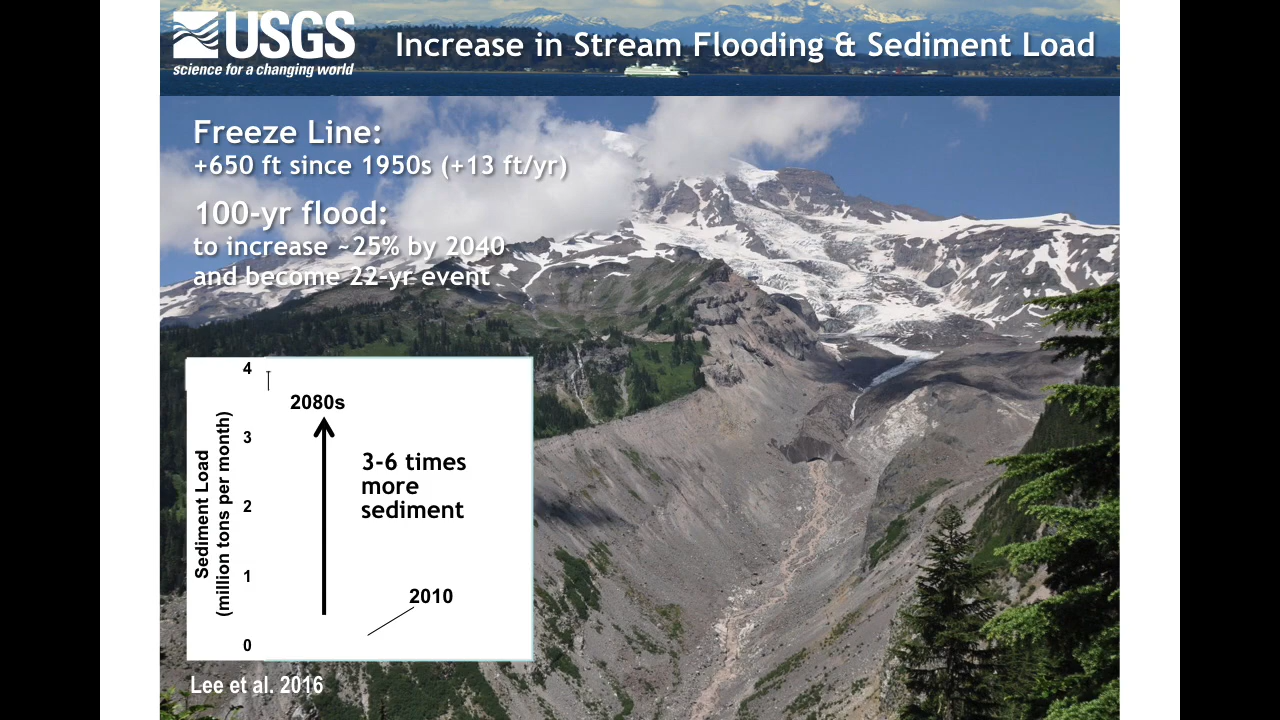 USGS
science for a changing world
Increase in Stream Flooding & Sediment Load
Freeze Line:
+650 ft since 1950s (+13 ft/yr)
100-yr flood:
to increase ~25% by 2040
and become 22-yr event
Sediment Load
(million tons per month)
4
3
2
1
0
2080s
3-6 times
more
sediment
2010
Lee et al. 2016